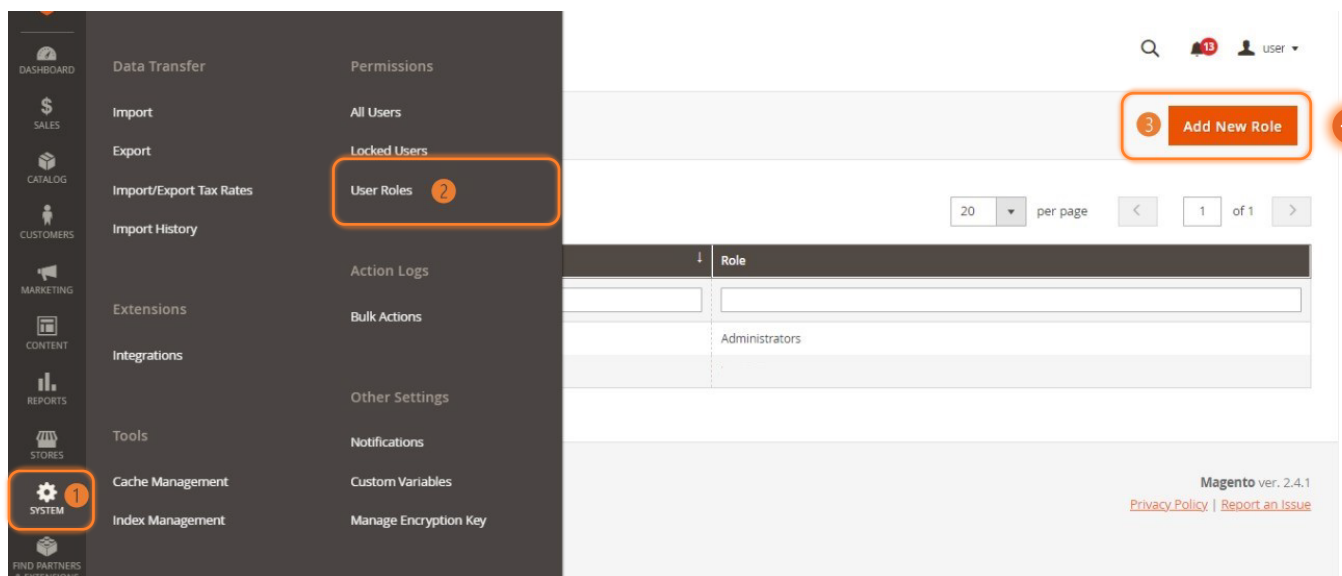 DASHBOARD
SALES
CATALOG
CUSTOMERS
MARKETING
CONTENT
REPORTS
STORES
SYSTEM
1
FIND PARTNERS
& EXTENSIONS
Data Transfer
Import
Export
Import/Export Tax Rates
Import History
Extensions
Integrations
Tools
Cache Management
Index Management
Permissions
All Users
Locked Users
User Roles
2
Action Logs
Bulk Actions
Other Settings
Notifications
Custom Variables
Manage Encryption Key
13
user
3
Add New Role
20
per page
1
of 1
Role
Administrators
Magento ver. 2.4.1
Privacy Policy | Report an Issue